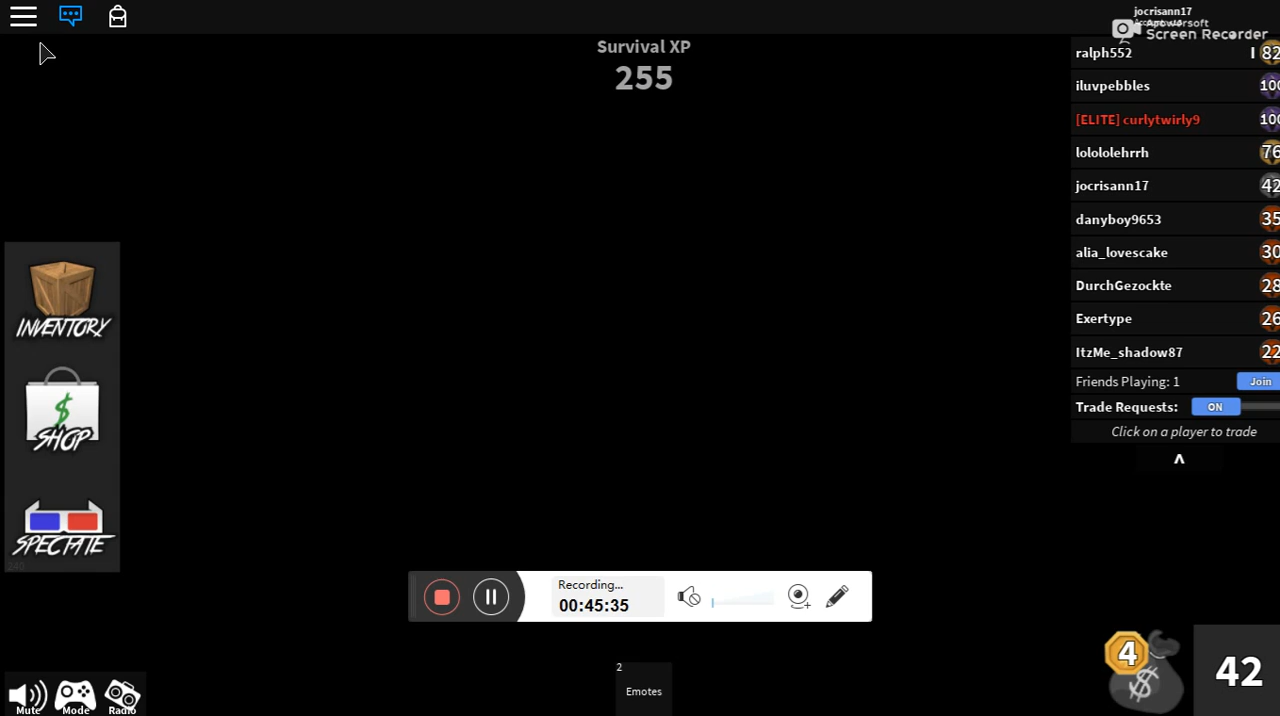 jocrisann17
Apowersoft
Screen Recorder
Survival XP
255
ralph552 I 82
iluvpebbles 100
[ELITE] curlytwirly9 100
lolololehrrh 76
jocrisann17 42
danyboy9653 35
alia_lovescake 30
DurchGezockte 28
Exertype 26
ItzMe_shadow87 22
Friends Playing: 1 Join
Trade Requests: ON
Click on a player to trade
INVENTORY
SHOP
SPECTATE
240
Recording...
00:45:35
4
42
2
Emotes
Mute Mode Radio